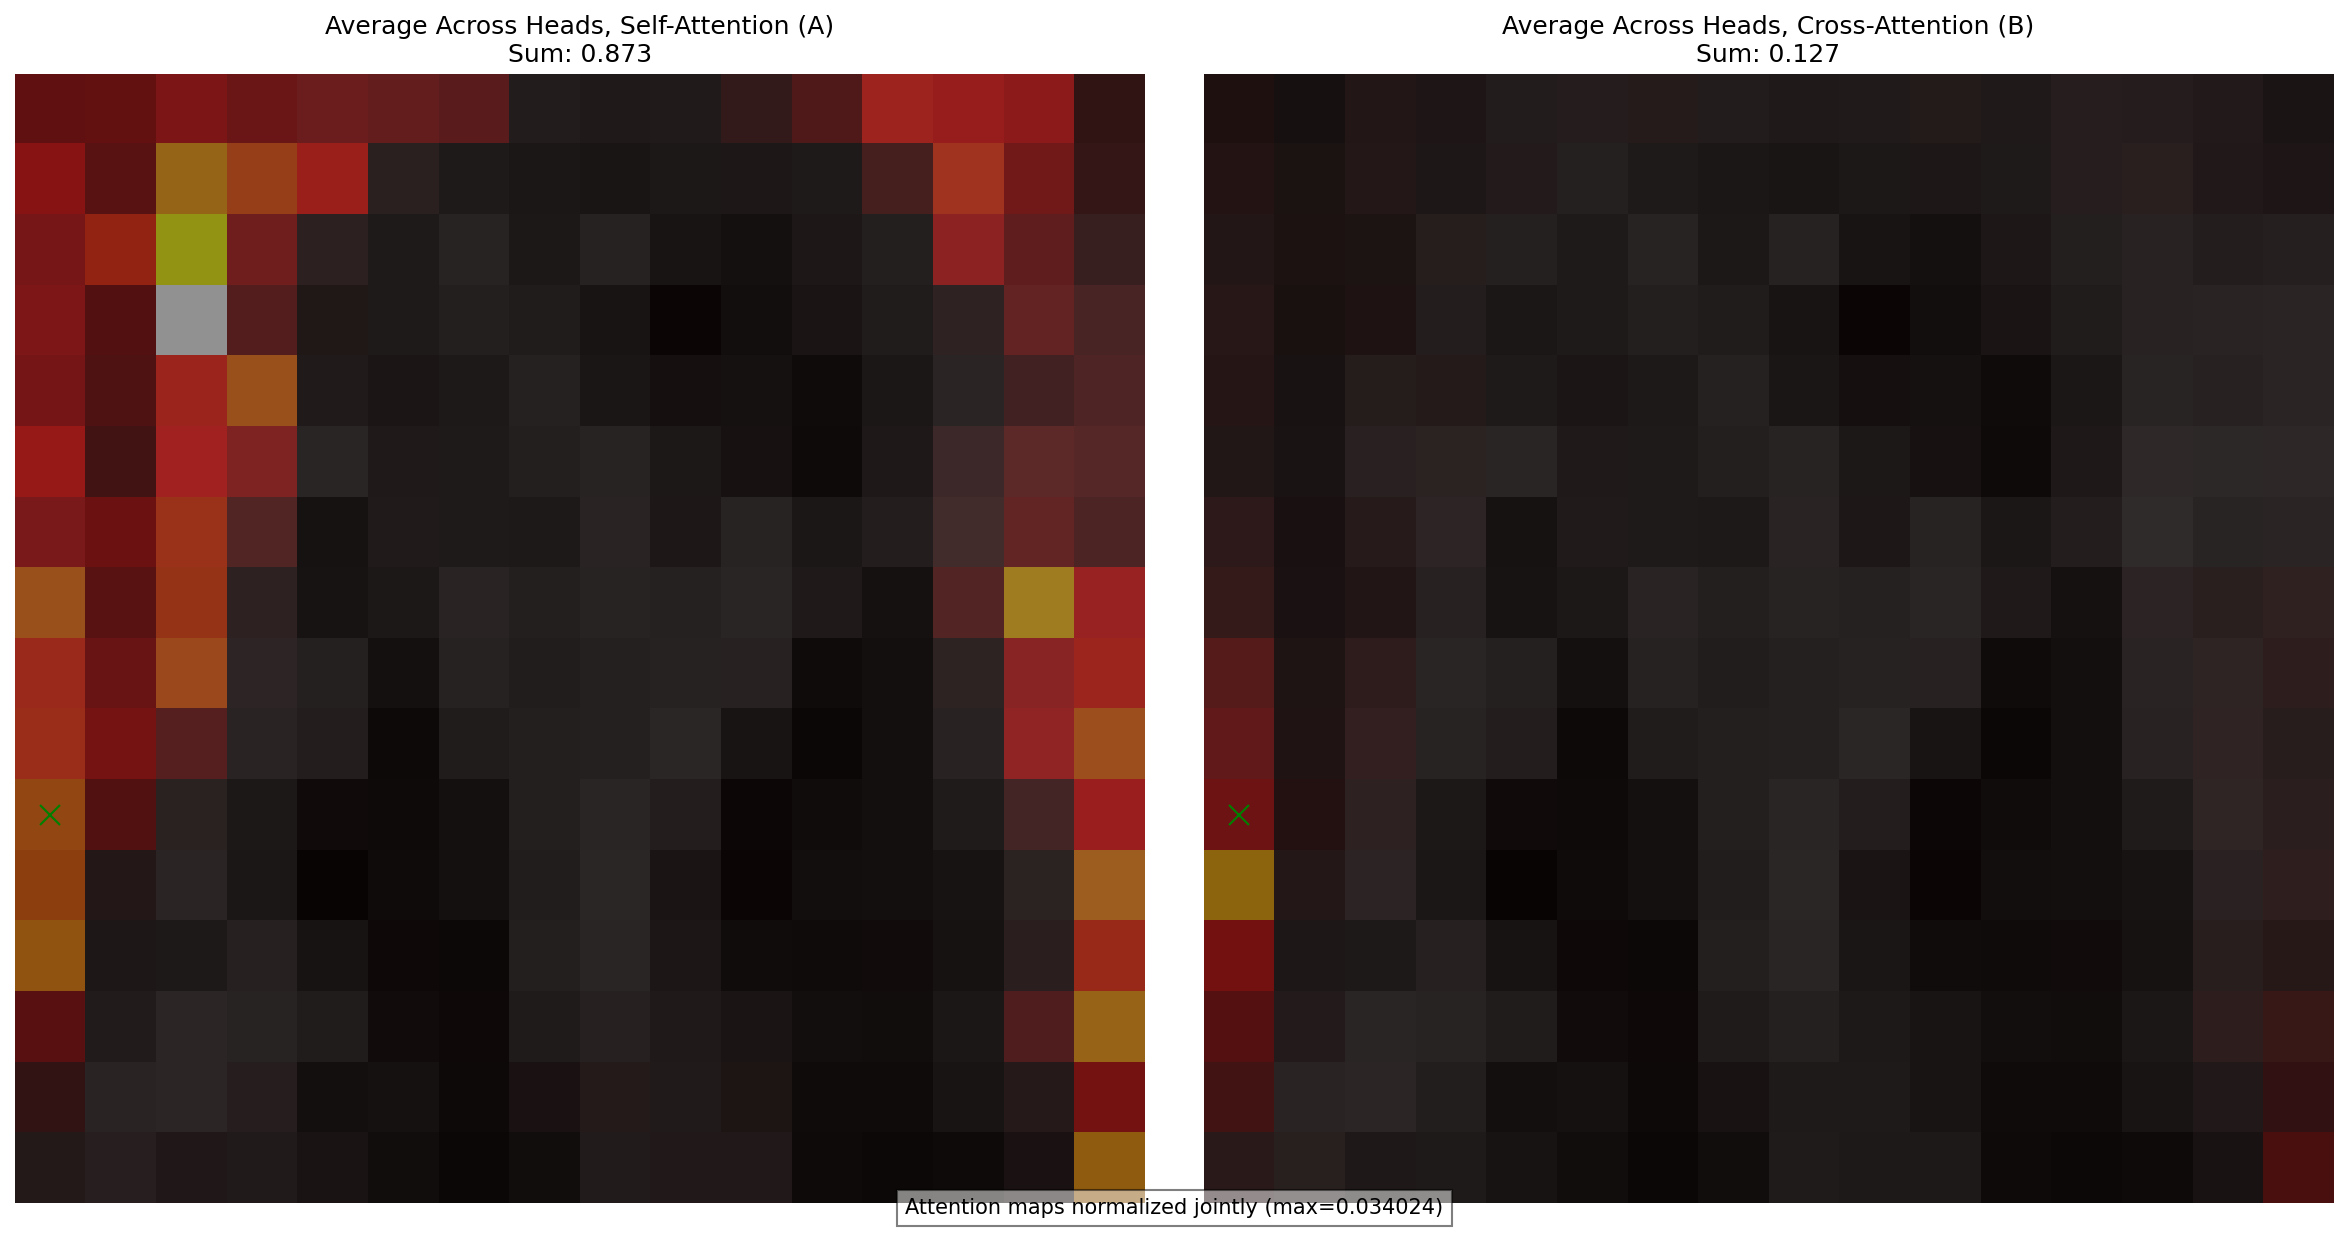 Average Across Heads, Self-Attention (A)
Sum: 0.873
Average Across Heads, Cross-Attention (B)
Sum: 0.127
Attention maps normalized jointly (max=0.034024)